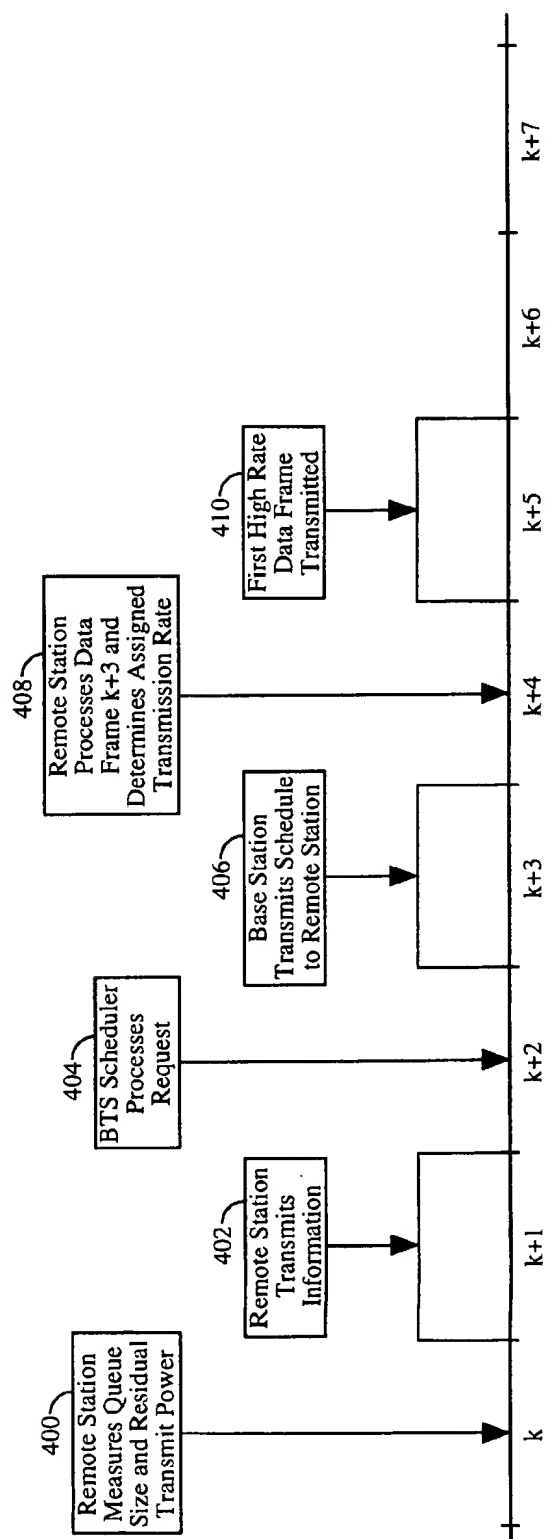 400
Remote Station
Measures Queue
Size and Residual
Transmit Power
402
Remote Station
Transmits
Information
404
BTS Scheduler
Processes
Request
406
Base Station
Transmits Schedule
to Remote Station
408
Remote Station
Processes Data
Frame k+3 and
Determines Assigned
Transmission Rate
410
First High Rate
Data Frame
Transmitted
k
k+1
k+2
k+3
k+4
k+5
k+6
k+7